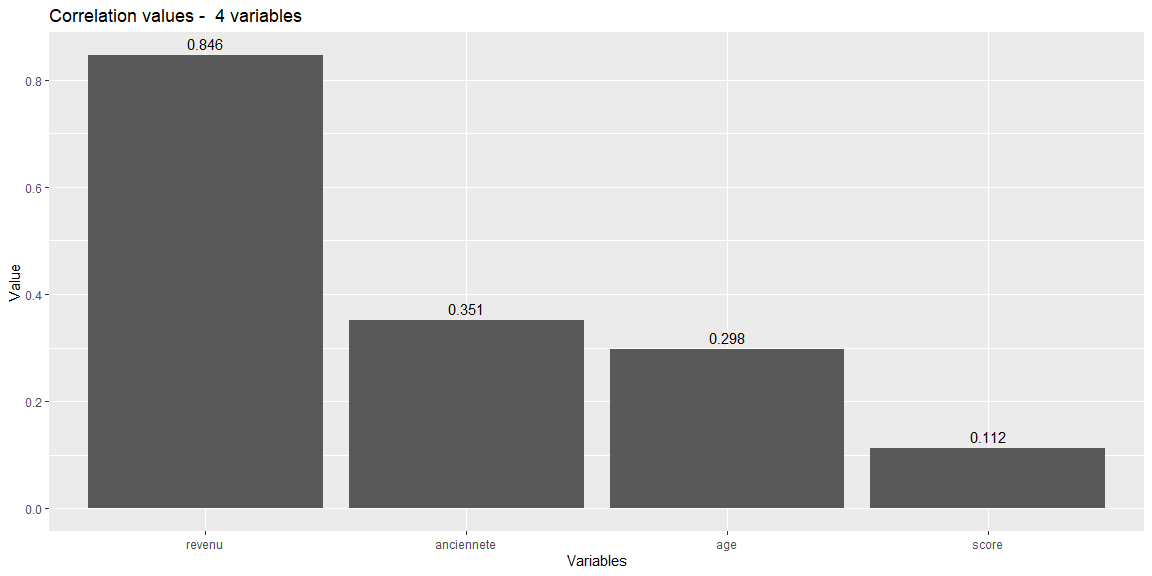 Correlation values -  4 variables
0.846
0.8
0.6
Value
0.4
0.351
0.298
0.2
0.112
0.0
revenu
anciennete
age
score
Variables